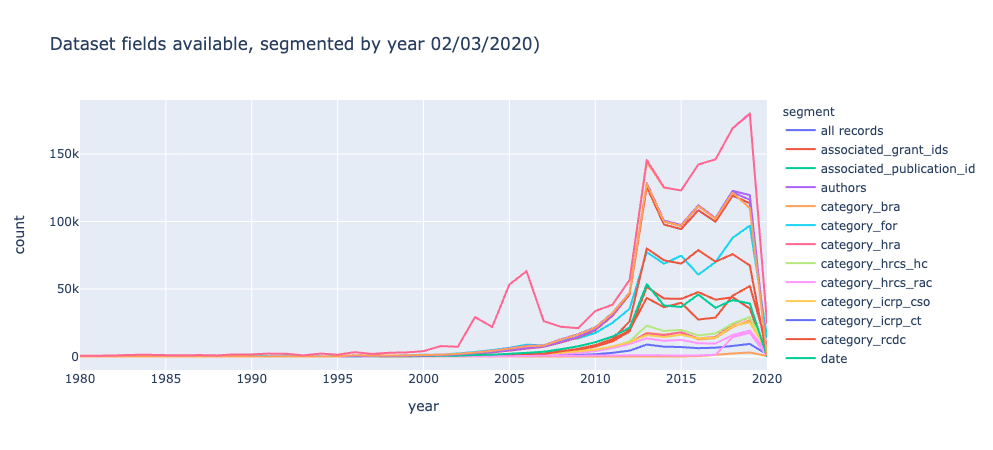 Dataset fields available, segmented by year 02/03/2020)
segment
all records
associated_grant_ids
associated_publication_id
authors
category_bra
category_for
category_hra
category_hrcs_hc
category_hrcs_rac
category_icrp_cso
category_icrp_ct
category_rcdc
date
count
150k
100k
50k
0
1980
1985
1990
1995
2000
2005
2010
2015
2020
year